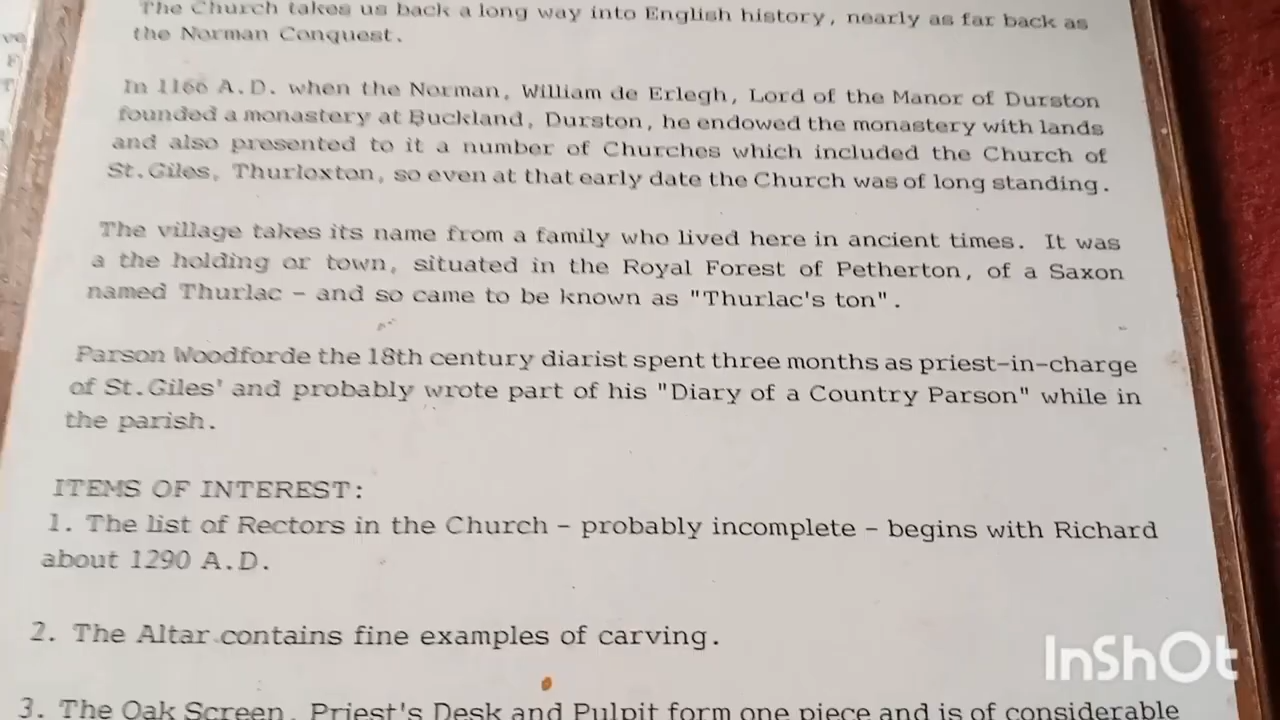 The Church takes us back a long way into English history, nearly as far back as
the Norman Conquest.
In 1166 A.D. when the Norman, William de Erlegh, Lord of the Manor of Durston
founded a monastery at Buckland, Durston, he endowed the monastery with lands
and also presented to it a number of Churches which included the Church of
St.Giles, Thurloxton, so even at that early date the Church was of long standing.
The village takes its name from a family who lived here in ancient times. It was
a the holding or town, situated in the Royal Forest of Petherton, of a Saxon
named Thurlac - and so came to be known as "Thurlac's ton".
Parson Woodforde the 18th century diarist spent three months as priest-in-charge
of St.Giles' and probably wrote part of his "Diary of a Country Parson" while in
the parish.
ITEMS OF INTEREST:
1. The list of Rectors in the Church - probably incomplete - begins with Richard
about 1290 A.D.
2. The Altar contains fine examples of carving.
3. The Oak Screen, Priest's Desk and Pulpit form one piece and is of considerable
InShOt